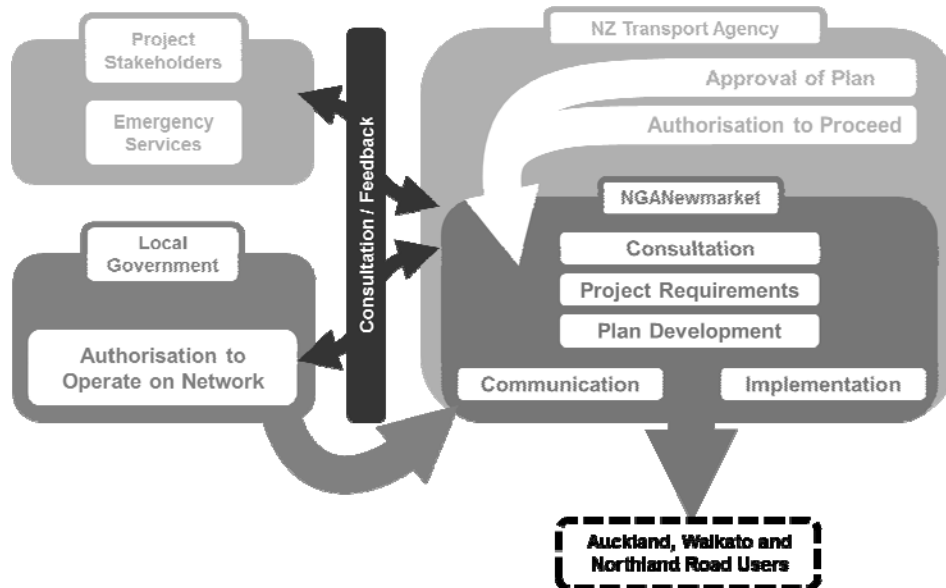 Project
Stakeholders
Emergency
Services
Local
Government
Authorisation to
Operate on Network
Consultation / Feedback
NZ Transport Agency
Approval of Plan
Authorisation to Proceed
NGANewmarket
Consultation
Project Requirements
Plan Development
Communication
Implementation
Auckland, Waikato and
Northland Road Users